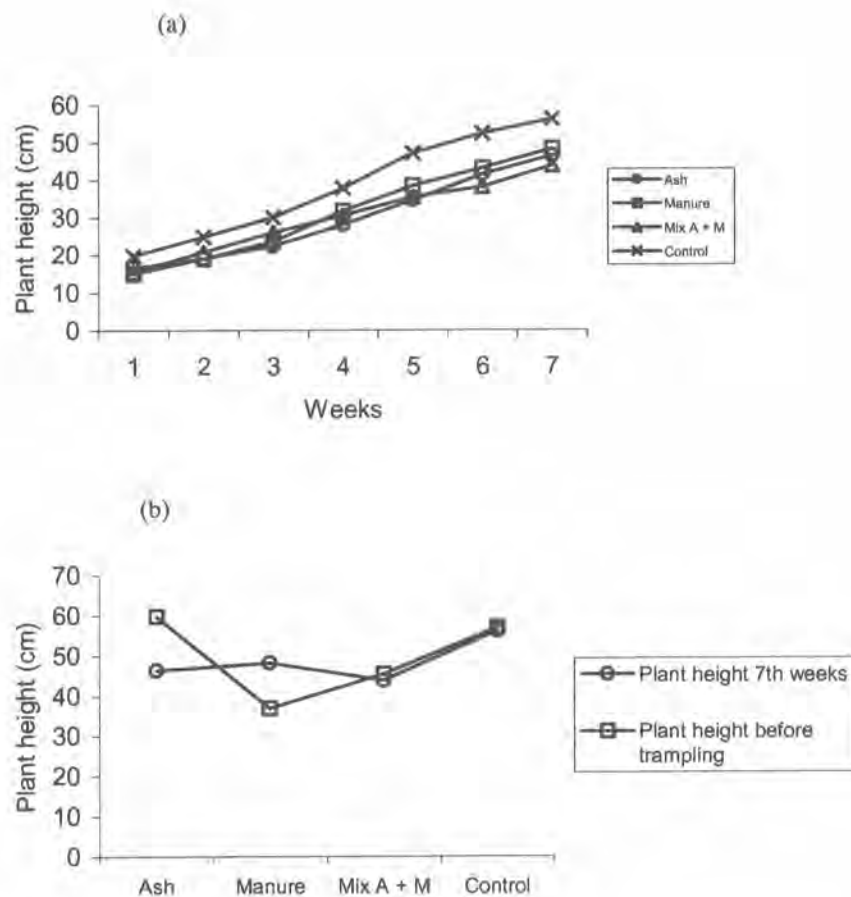 (a)
Plant height (cm)
60
50
40
30
20
10
0
1 2 3 4 5 6 7
Weeks
Ash
Manure
Mix A + M
Control
(b)
Plant height (cm)
70
60
50
40
30
20
10
0
Ash Manure Mix A + M Control
Plant height 7th weeks
Plant height before
trampling